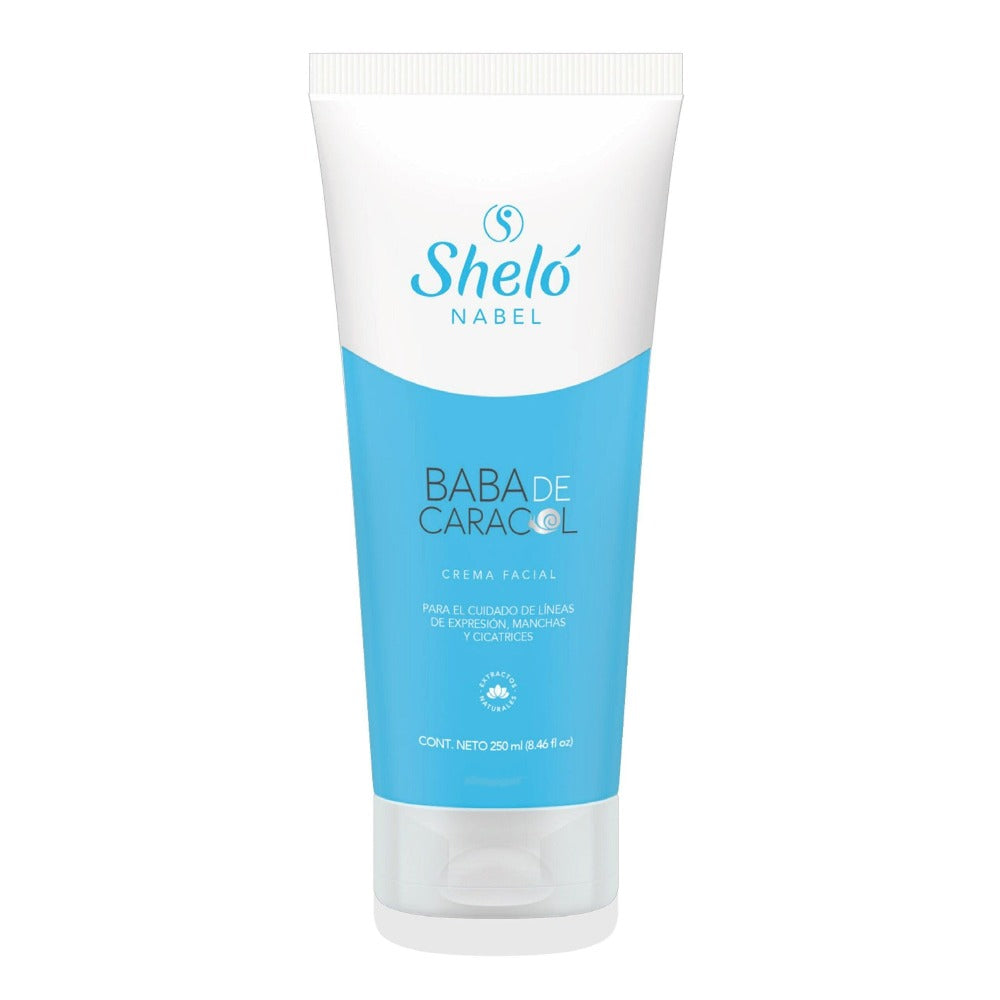 Sheló
NABEL
BABA DE
CARACOL
CREMA FACIAL
PARA EL CUIDADO DE LÍNEAS
DE EXPRESIÓN, MANCHAS
Y CICATRICES
EXTRACTOS
NATURALES
CONT. NETO 250 ml (8.46 fl oz)